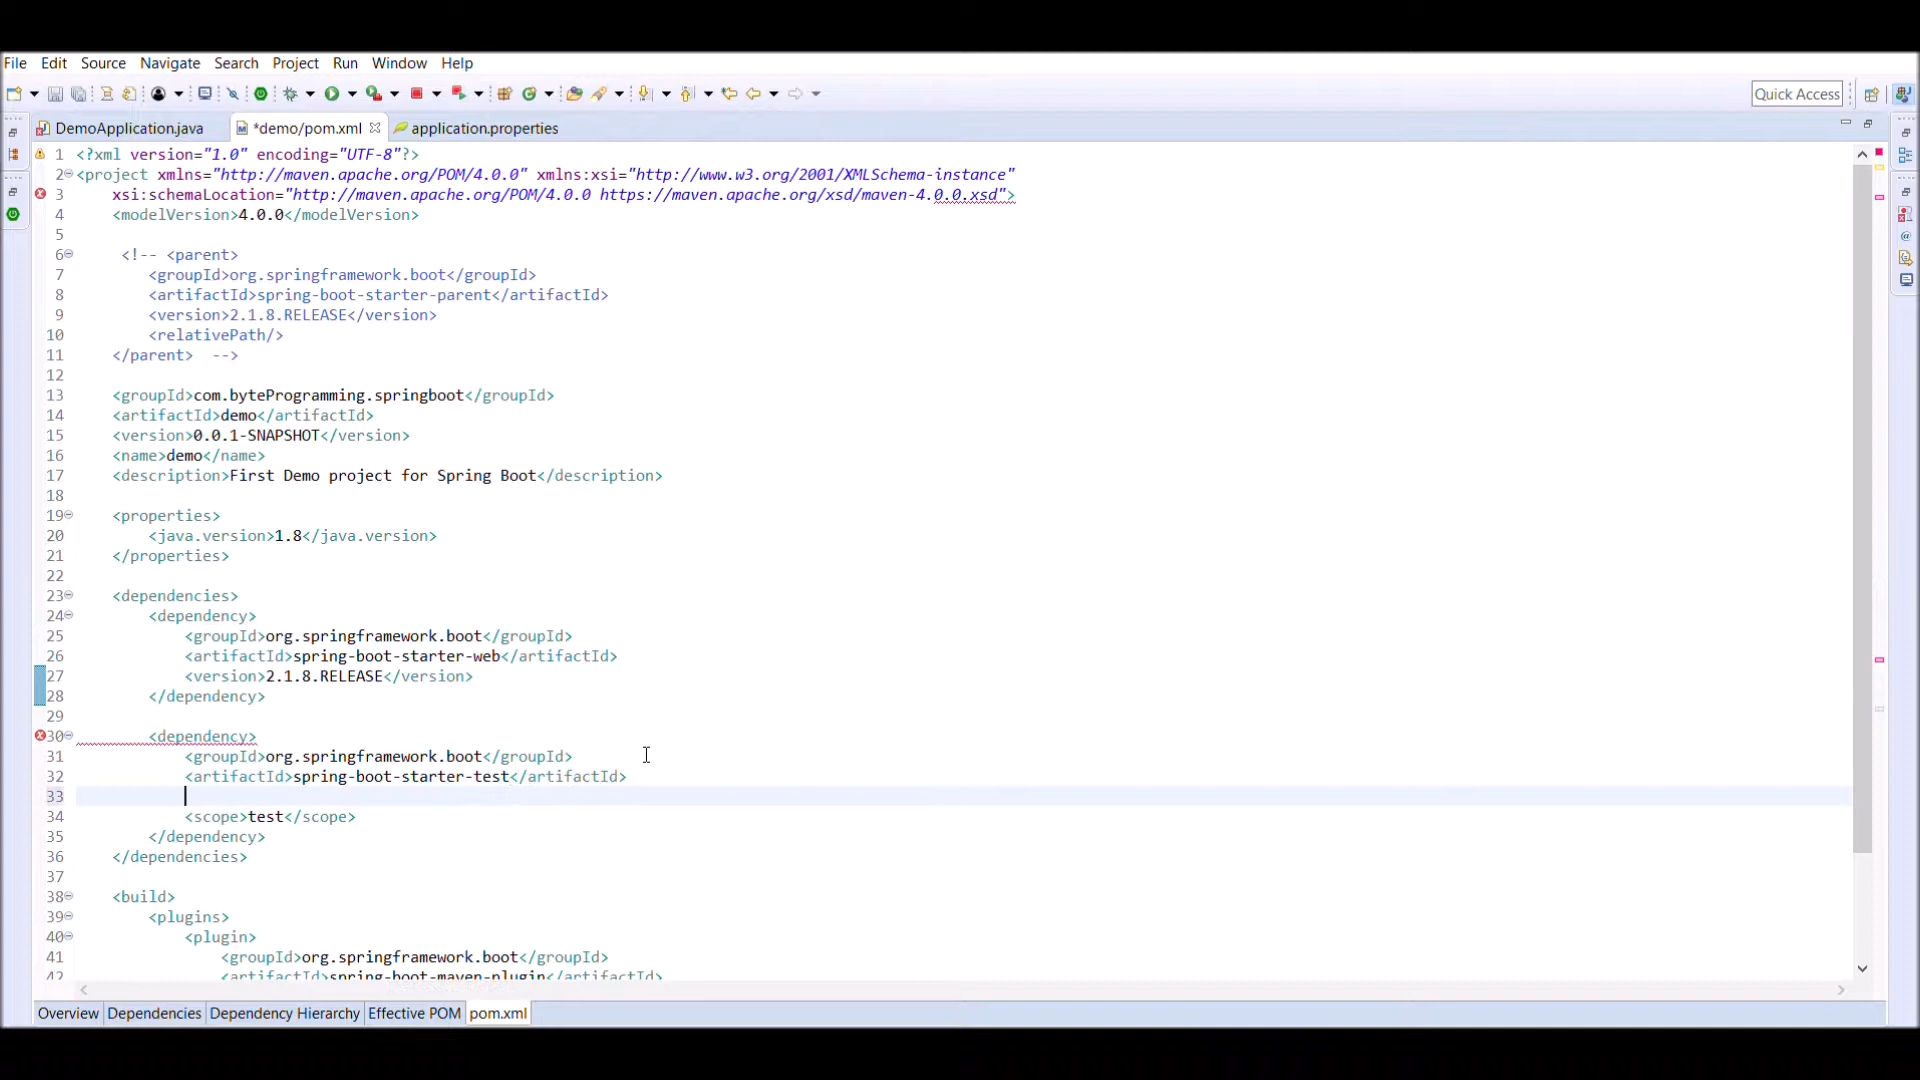 File Edit Source Navigate Search Project Run Window Help
Quick Access
DemoApplication.java *demo/pom.xml application.properties
1 <?xml version="1.0" encoding="UTF-8"?>
2 <project xmlns="http://maven.apache.org/POM/4.0.0" xmlns:xsi="http://www.w3.org/2001/XMLSchema-instance"
3 xsi:schemaLocation="http://maven.apache.org/POM/4.0.0 https://maven.apache.org/xsd/maven-4.0.0.xsd">
4 <modelVersion>4.0.0</modelVersion>
5
6 <!-- <parent>
7 <groupId>org.springframework.boot</groupId>
8 <artifactId>spring-boot-starter-parent</artifactId>
9 <version>2.1.8.RELEASE</version>
10 <relativePath/>
11 </parent> -->
12
13 <groupId>com.byteProgramming.springboot</groupId>
14 <artifactId>demo</artifactId>
15 <version>0.0.1-SNAPSHOT</version>
16 <name>demo</name>
17 <description>First Demo project for Spring Boot</description>
18
19 <properties>
20 <java.version>1.8</java.version>
21 </properties>
22
23 <dependencies>
24 <dependency>
25 <groupId>org.springframework.boot</groupId>
26 <artifactId>spring-boot-starter-web</artifactId>
27 <version>2.1.8.RELEASE</version>
28 </dependency>
29
30 <dependency>
31 <groupId>org.springframework.boot</groupId>
32 <artifactId>spring-boot-starter-test</artifactId>
33
34 <scope>test</scope>
35 </dependency>
36 </dependencies>
37
38 <build>
39 <plugins>
40 <plugin>
41 <groupId>org.springframework.boot</groupId>
42 <artifactId>spring-boot-maven-plugin</artifactId>
Overview Dependencies Dependency Hierarchy Effective POM pom.xml